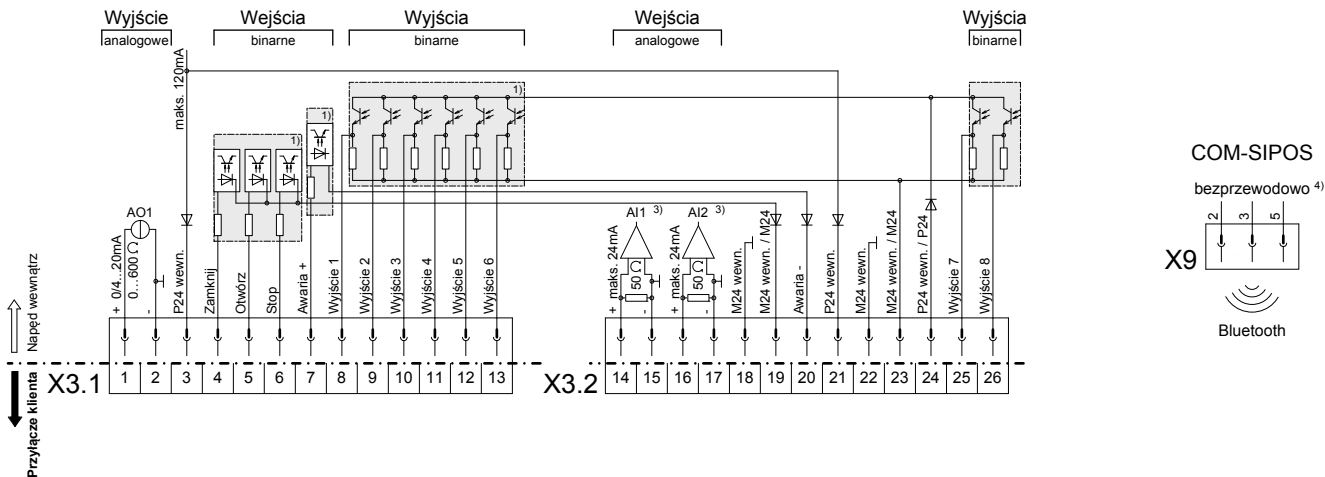 Wyjście
analogowe
Wejścia
binarne
Wyjścia
binarne
Wejścia
analogowe
Wyjścia
binarne
maks. 120mA
1)
1)
1)
AO1
+ 0/4...20mA
0...600 Ω
-
P24 wewn.
Zamknij
Otwórz
Stop
Awaria +
Wyjście 1
Wyjście 2
Wyjście 3
Wyjście 4
Wyjście 5
Wyjście 6
AI1 3)
+ maks. 24mA
50 Ω
-
AI2 3)
+ maks. 24mA
50 Ω
-
M24 wewn.
M24 wewn. / M24
Awaria -
P24 wewn.
M24 wewn.
M24 wewn. / M24
P24 wewn. / P24
Wyjście 7
Wyjście 8
COM-SIPOS
bezprzewodowo 4)
2 3 5
X9
Bluetooth
Napęd wewnątrz
Przyłącze klienta
X3.1 1 2 3 4 5 6 7 8 9 10 11 12 13
X3.2 14 15 16 17 18 19 20 21 22 23 24 25 26